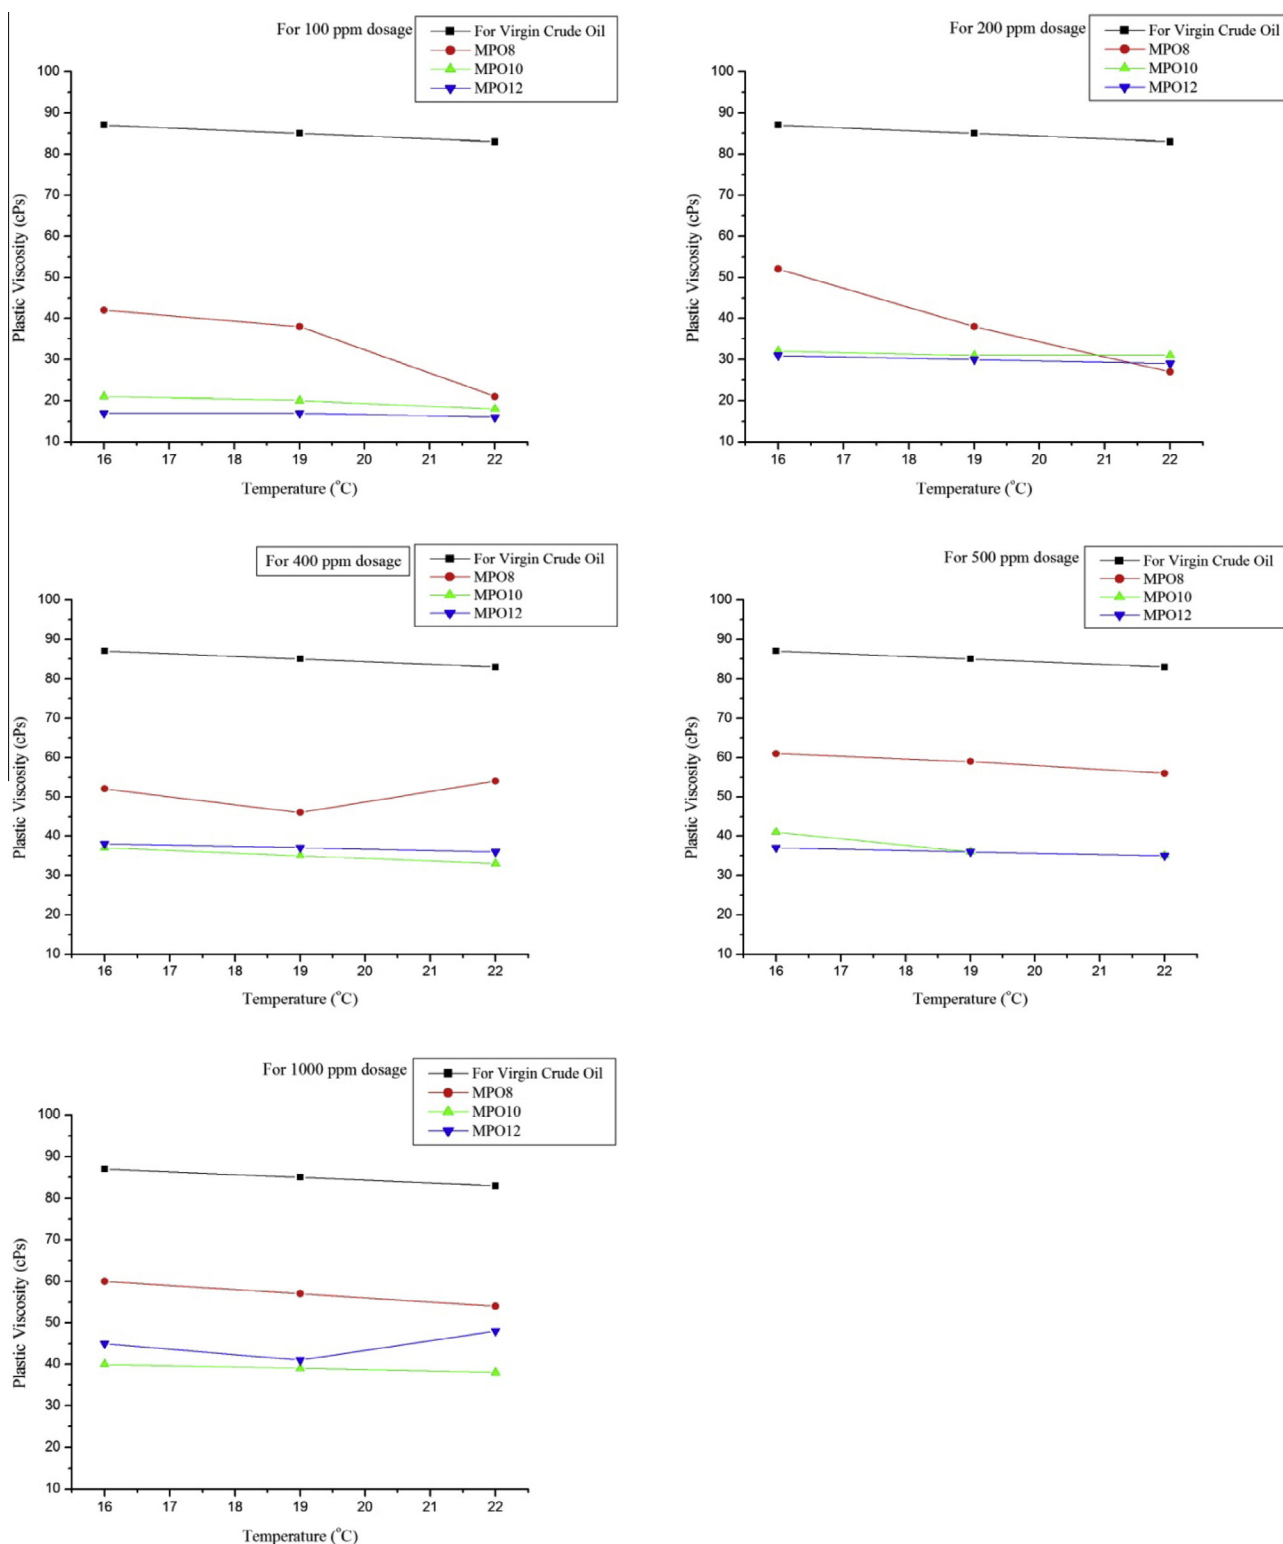 For 100 ppm dosage
For Virgin Crude Oil
MPO8
MPO10
MPO12
100
90
80
70
60
50
40
30
20
10
Plastic Viscosity (cPs)
16 17 18 19 20 21 22
Temperature (°C)
For 200 ppm dosage
For Virgin Crude Oil
MPO8
MPO10
MPO12
100
90
80
70
60
50
40
30
20
10
Plastic Viscosity (cPs)
16 17 18 19 20 21 22
Temperature (°C)
For 400 ppm dosage
For Virgin Crude Oil
MPO8
MPO10
MPO12
100
90
80
70
60
50
40
30
20
10
Plastic Viscosity (cPs)
16 17 18 19 20 21 22
Temperature (°C)
For 500 ppm dosage
For Virgin Crude Oil
MPO8
MPO10
MPO12
100
90
80
70
60
50
40
30
20
10
Plastic Viscosity (cPs)
16 17 18 19 20 21 22
Temperature (°C)
For 1000 ppm dosage
For Virgin Crude Oil
MPO8
MPO10
MPO12
100
90
80
70
60
50
40
30
20
10
Plastic Viscosity (cPs)
16 17 18 19 20 21 22
Temperature (°C)